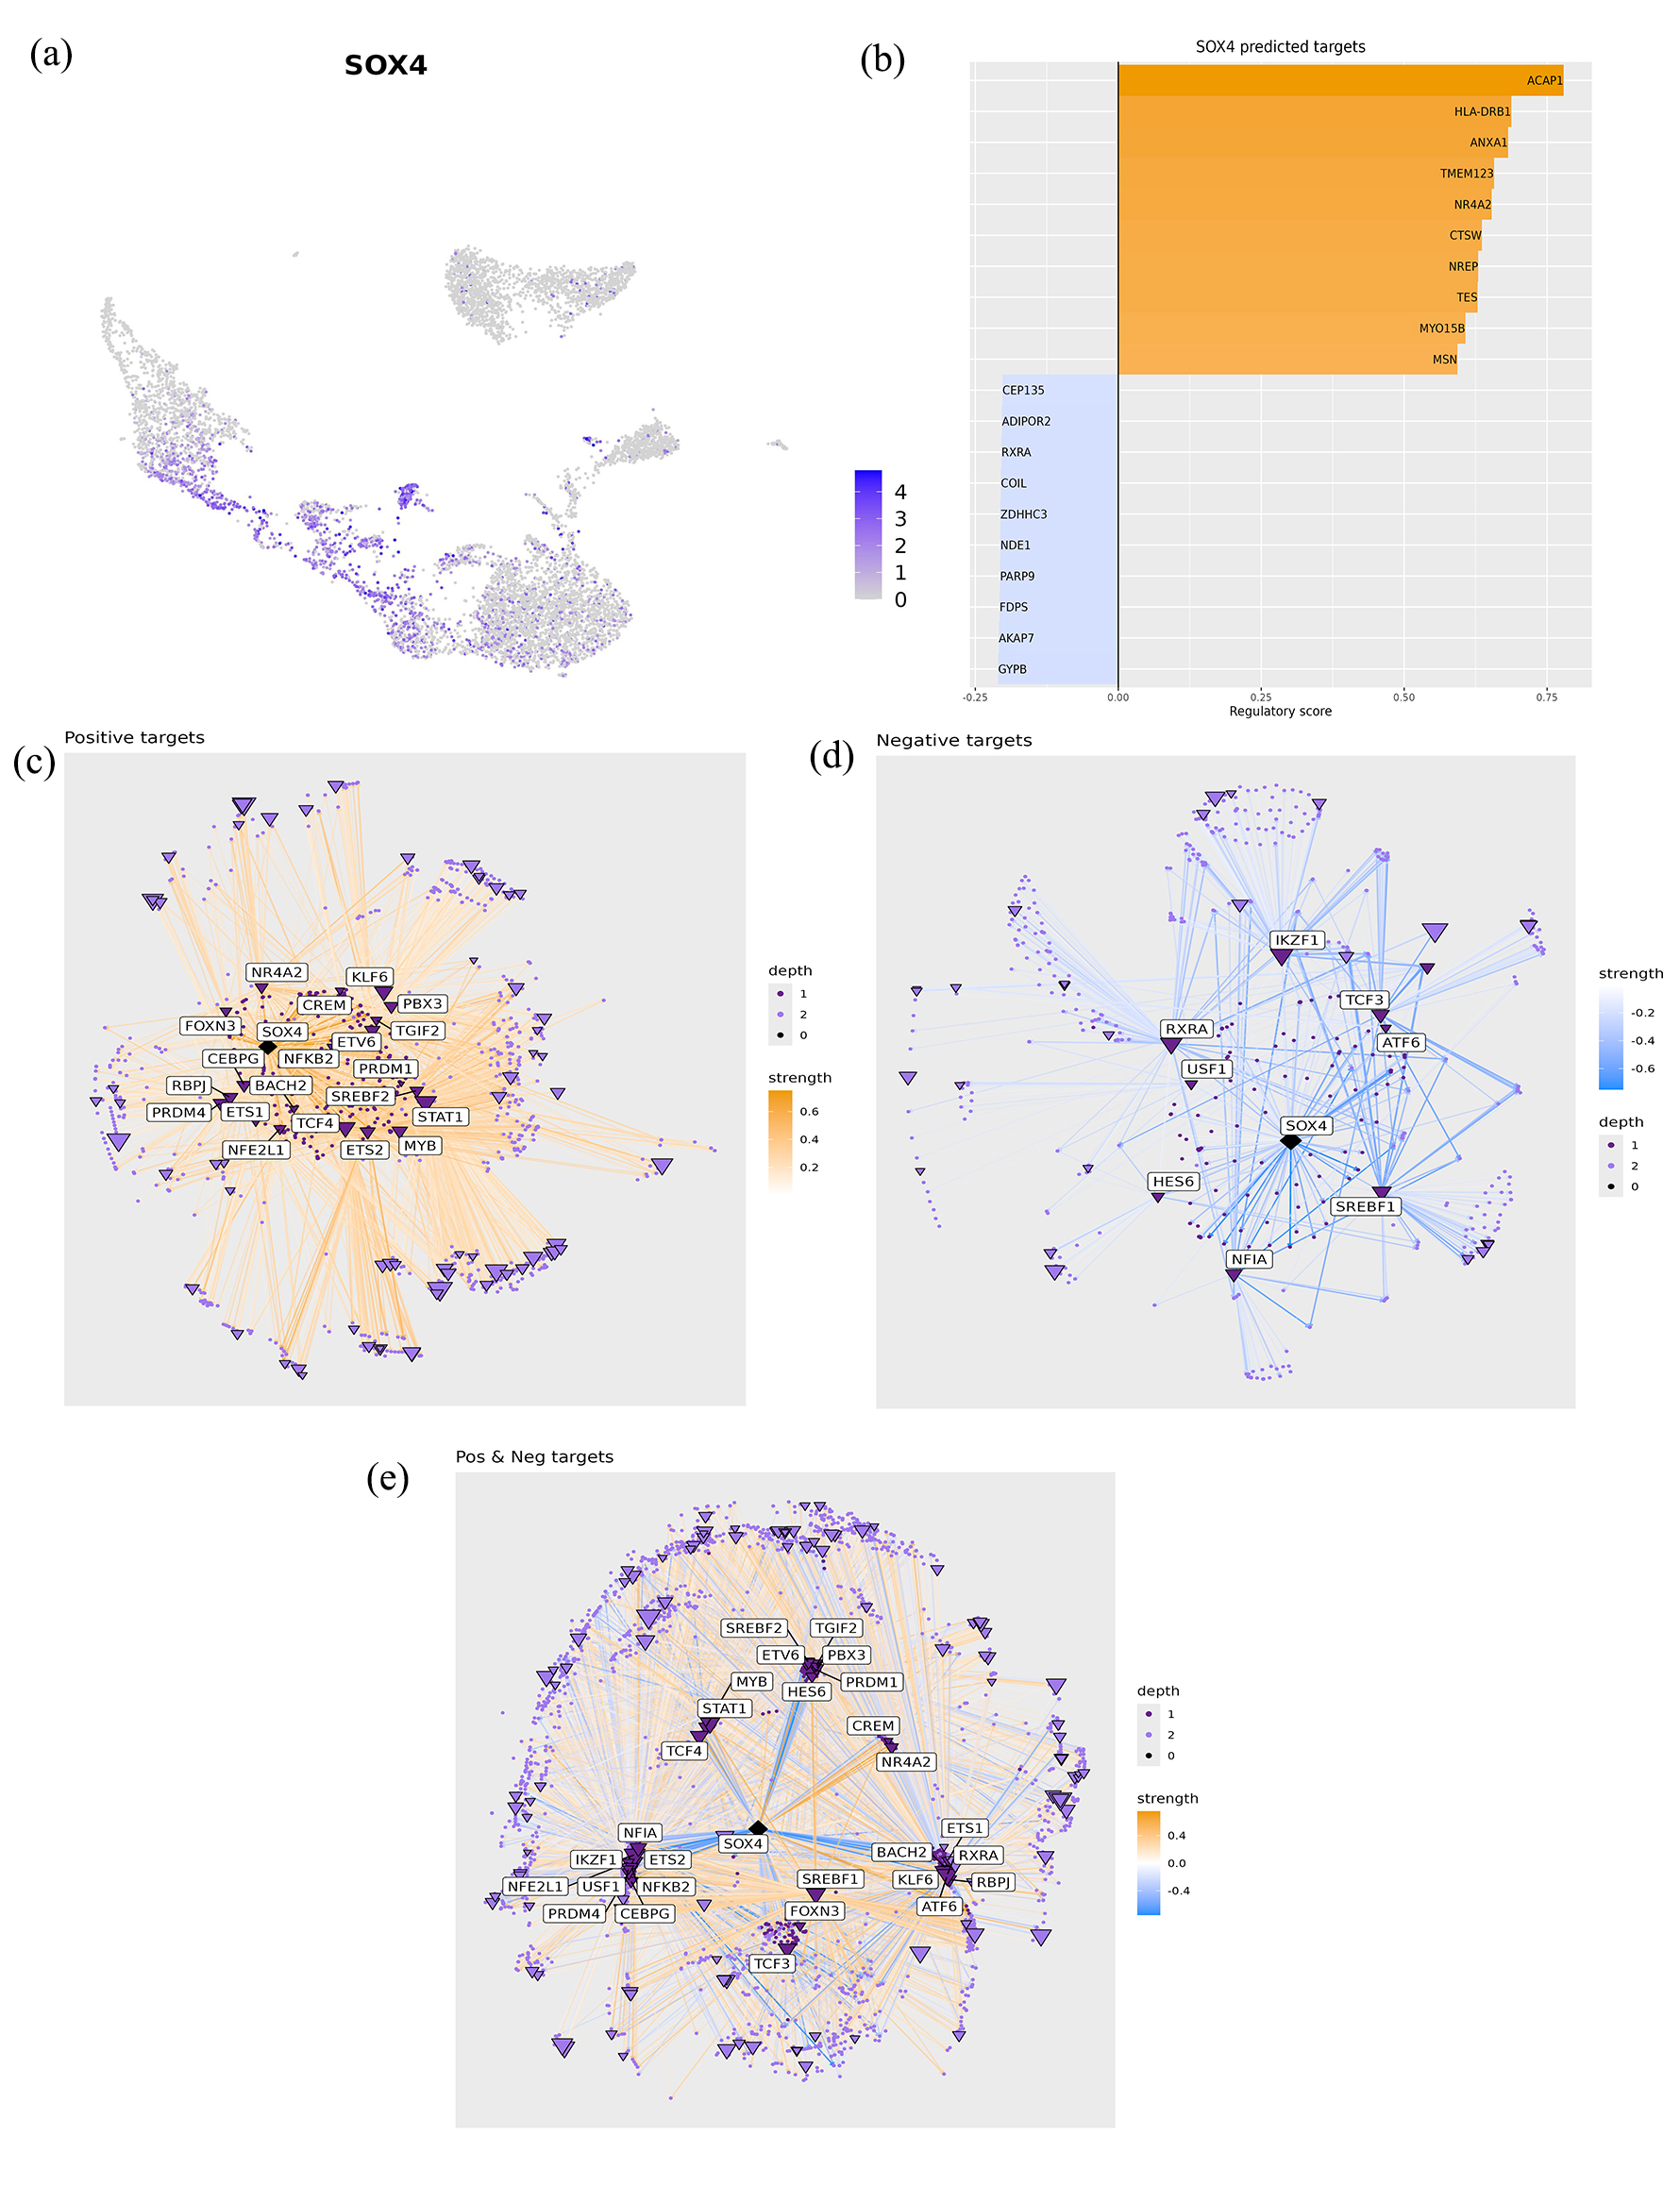 (a)
SOX4
4
3
2
1
0
(b)
SOX4 predicted targets
ACAP1
HLA-DRB1
ANXA1
TMEM123
NR4A2
CTSW
NREP
TES
MYO15B
MSN
CEP135
ADIPOR2
RXRA
COIL
ZDHHC3
NDE1
PARP9
FDPS
AKAP7
GYPB
-0.25 0.00 0.25 0.50 0.75
Regulatory score
(c)
Positive targets
NR4A2
KLF6
CREM
PBX3
FOXN3
SOX4
TGIF2
ETV6
CEBPG
NFKB2
PRDM1
RBPJ
BACH2
SREBF2
PRDM4
ETS1
STAT1
TCF4
NFE2L1
ETS2
MYB
depth
1
2
0
strength
0.6
0.4
0.2
(d)
Negative targets
IKZF1
TCF3
RXRA
ATF6
USF1
SOX4
HES6
SREBF1
NFIA
strength
-0.2
-0.4
-0.6
depth
1
2
0
(e)
Pos & Neg targets
SREBF2
TGIF2
ETV6
PBX3
MYB
PRDM1
HES6
STAT1
CREM
TCF4
NR4A2
NFIA
SOX4
ETS1
BACH2
RXRA
IKZF1
ETS2
SREBF1
KLF6
RBPJ
NFE2L1
USF1
NFKB2
ATF6
PRDM4
CEBPG
FOXN3
TCF3
depth
1
2
0
strength
0.4
0.0
-0.4